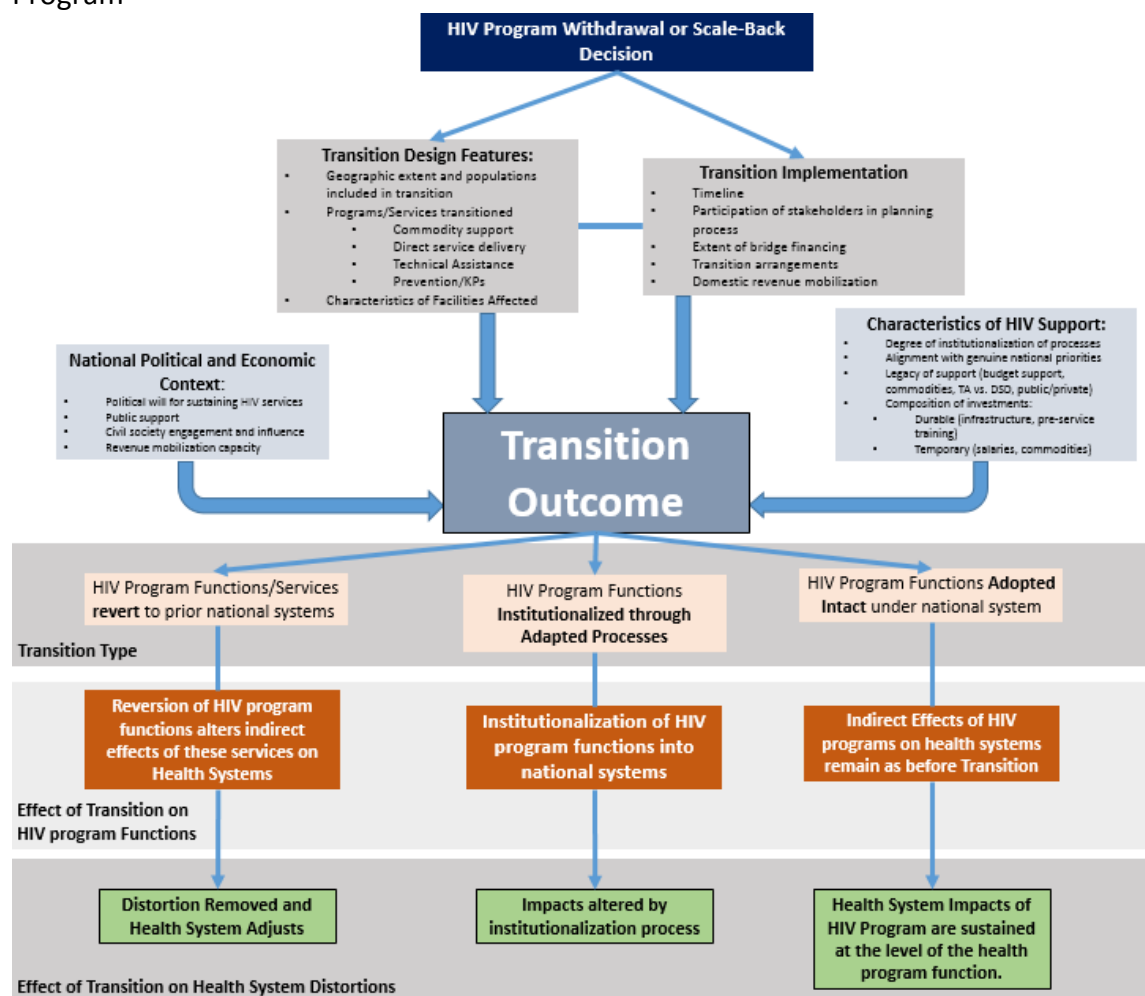 Program
HIV Program Withdrawal or Scale-Back
Decision
Transition Design Features:
• Geographic extent and populations
included in transition
• Programs/Services transitioned
• Commodity support
• Direct service delivery
• Technical Assistance
• Prevention/KPs
• Characteristics of Facilities Affected
Transition Implementation
• Timeline
• Participation of stakeholders in planning
process
• Extent of bridge financing
• Transition arrangements
• Domestic revenue mobilization
National Political and Economic
Context:
• Political will for sustaining HIV services
• Public support
• Civil society engagement and influence
• Revenue mobilization capacity
Characteristics of HIV Support:
• Degree of institutionalization of processes
• Alignment with genuine national priorities
• Legacy of support (budget support,
commodities, TA vs. DSD, public/private)
• Composition of investments:
• Durable (infrastructure, pre-service
training)
• Temporary (salaries, commodities)
Transition
Outcome
HIV Program Functions/Services
revert to prior national systems
HIV Program Functions
Institutionalized through
Adapted Processes
HIV Program Functions Adopted
Intact under national system
Transition Type
Reversion of HIV program
functions alters indirect
effects of these services on
Health Systems
Institutionalization of HIV
program functions into
national systems
Indirect Effects of HIV
programs on health systems
remain as before Transition
Effect of Transition on
HIV program Functions
Distortion Removed and
Health System Adjusts
Impacts altered by
institutionalization process
Health System Impacts of
HIV Program are sustained
at the level of the health
program function.
Effect of Transition on Health System Distortions